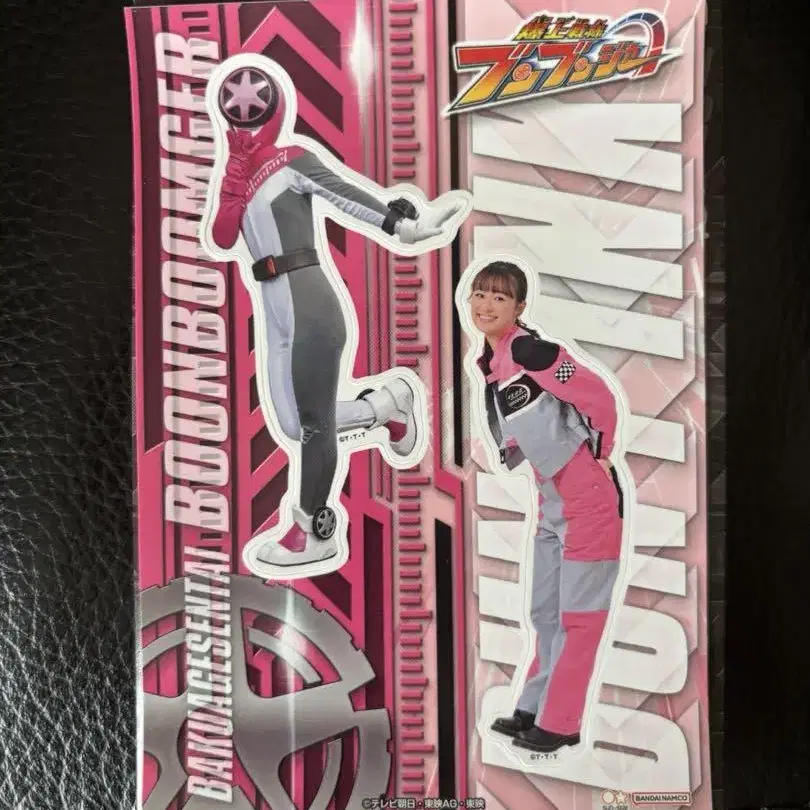 爆上戦隊
ブンブンジャー
BAKUAGESENTAI BOONBOOMGER
©T・T・T
©T・T・T
©テレビ朝日・東映AG・東映
BANDAI NAMCO